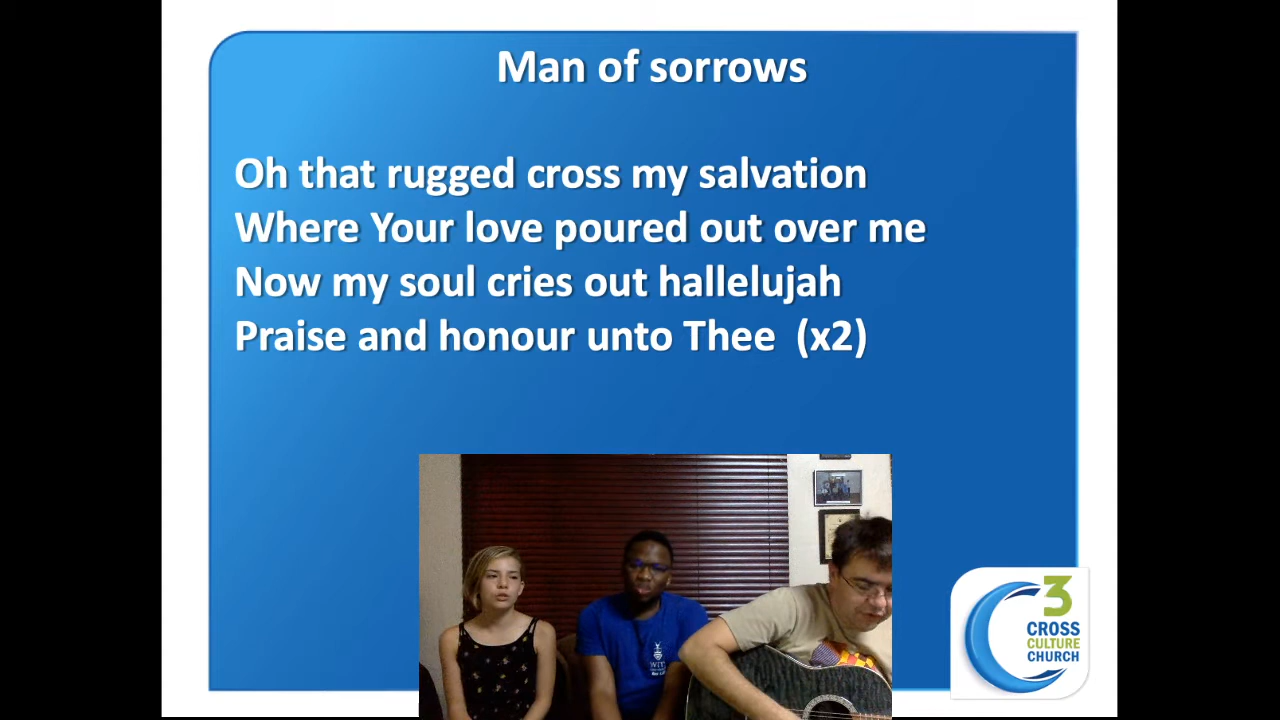 Man of sorrows
Oh that rugged cross my salvation
Where Your love poured out over me
Now my soul cries out hallelujah
Praise and honour unto Thee (x2)
WITS
3
CROSS
CULTURE
CHURCH